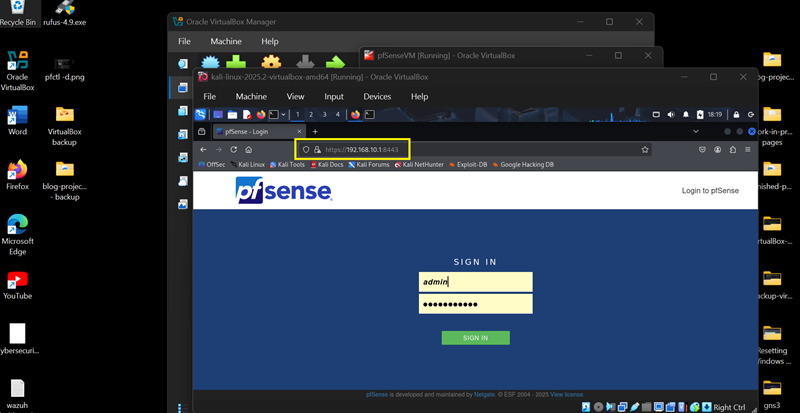 Recycle Bin
rufus-4.9.exe
Oracle
VirtualBox
pfctl -d.png
Word
VirtualBox
backup
Firefox
blog-projec...
- backup
Microsoft
Edge
YouTube
ybersecuri...
wazuh
Oracle VirtualBox Manager
File Machine Help
pfSenseVM [Running] - Oracle VirtualBox
kali-linux-2025.2-virtualbox-amd64 [Running] - Oracle VirtualBox
File Machine View Input Devices Help
1 2 3 4
18:19
pfSense - Login
https://192.168.10.1:8443
OffSec Kali Linux Kali Tools Kali Docs Kali Forums Kali NetHunter Exploit-DB Google Hacking DB
pfsense
Login to pfSense
SIGN IN
admin
SIGN IN
pfSense is developed and maintained by Netgate. © ESF 2004 - 2025 View license.
Right Ctrl
blog-projec...
ork-in-pr...
pages
nished-p...
rtualBox-...
ackup-vir...
Resetting
Windows ...
gns3